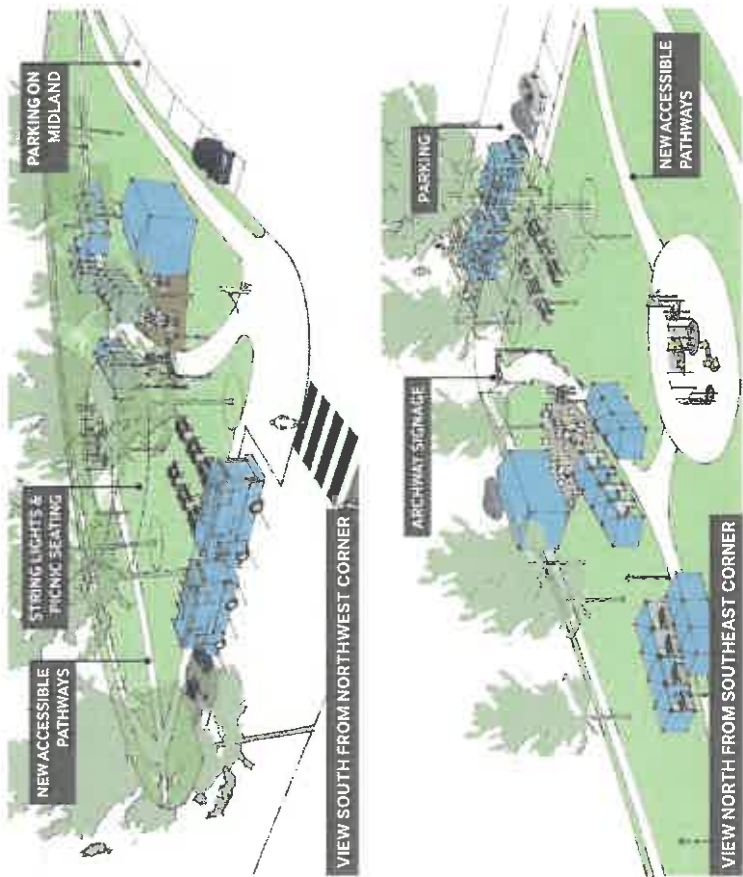 NEW ACCESSIBLE
PATHWAYS
STRING LIGHTS &
PICNIC SEATING
PARKING ON
MIDLAND
VIEW SOUTH FROM NORTHWEST CORNER
ARCHWAY SIGNAGE
PARKING
NEW ACCESSIBLE
PATHWAYS
VIEW NORTH FROM SOUTHEAST CORNER